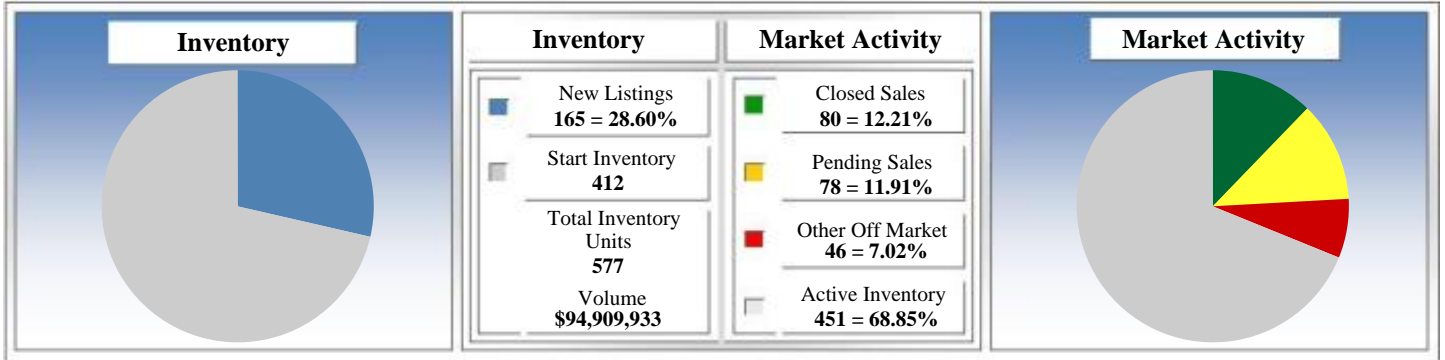 Inventory
Inventory
Market Activity
New Listings
165 = 28.60%
Start Inventory
412
Total Inventory
Units
577
Volume
$94,909,933
Closed Sales
80 = 12.21%
Pending Sales
78 = 11.91%
Other Off Market
46 = 7.02%
Active Inventory
451 = 68.85%
Market Activity